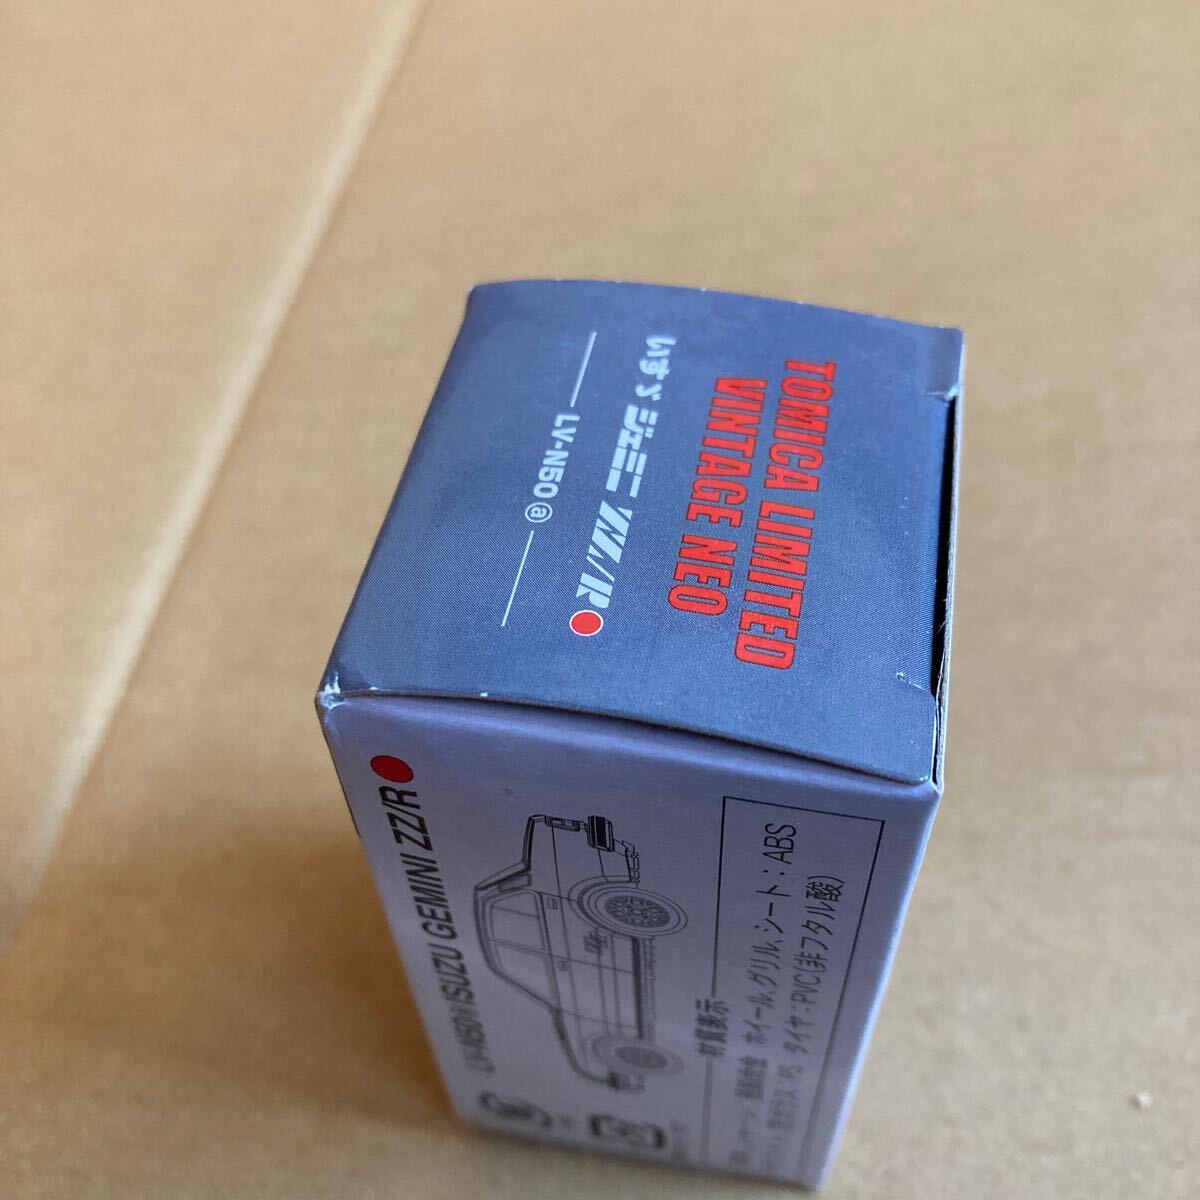 TOMICA LIMITED
VINTAGE NEO
いすゞジェミニ ZZ/R
LV-N50 ⓐ
LV-N50ⓐ ISUZU GEMINI ZZ/R
材質表示
ホイール,グリル,シート：ABS
タイヤ：PVC(非フタル酸)